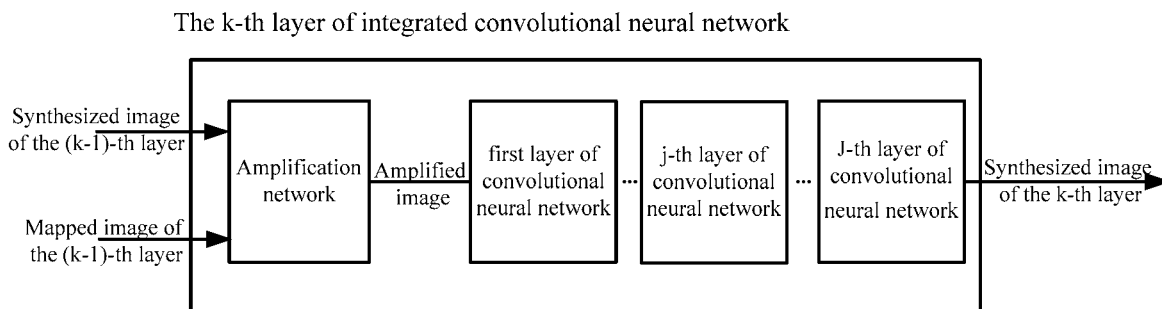 The k-th layer of integrated convolutional neural network
Synthesized image
of the (k-1)-th layer
Mapped image of
the (k-1)-th layer
Amplification
network
Amplified
image
first layer of
convolutional
neural network
...
j-th layer of
convolutional
neural network
...
J-th layer of
convolutional
neural network
Synthesized image
of the k-th layer